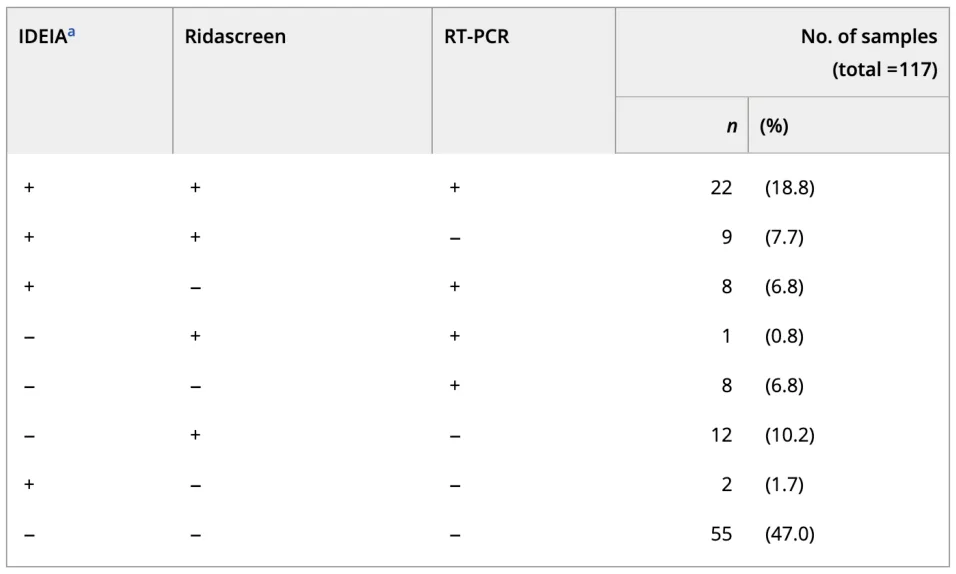 IDEIAa Ridascreen RT-PCR No. of samples
(total =117)
n (%)
+ + + 22 (18.8)
+ + – 9 (7.7)
+ – + 8 (6.8)
– + + 1 (0.8)
– – + 8 (6.8)
– + – 12 (10.2)
+ – – 2 (1.7)
– – – 55 (47.0)